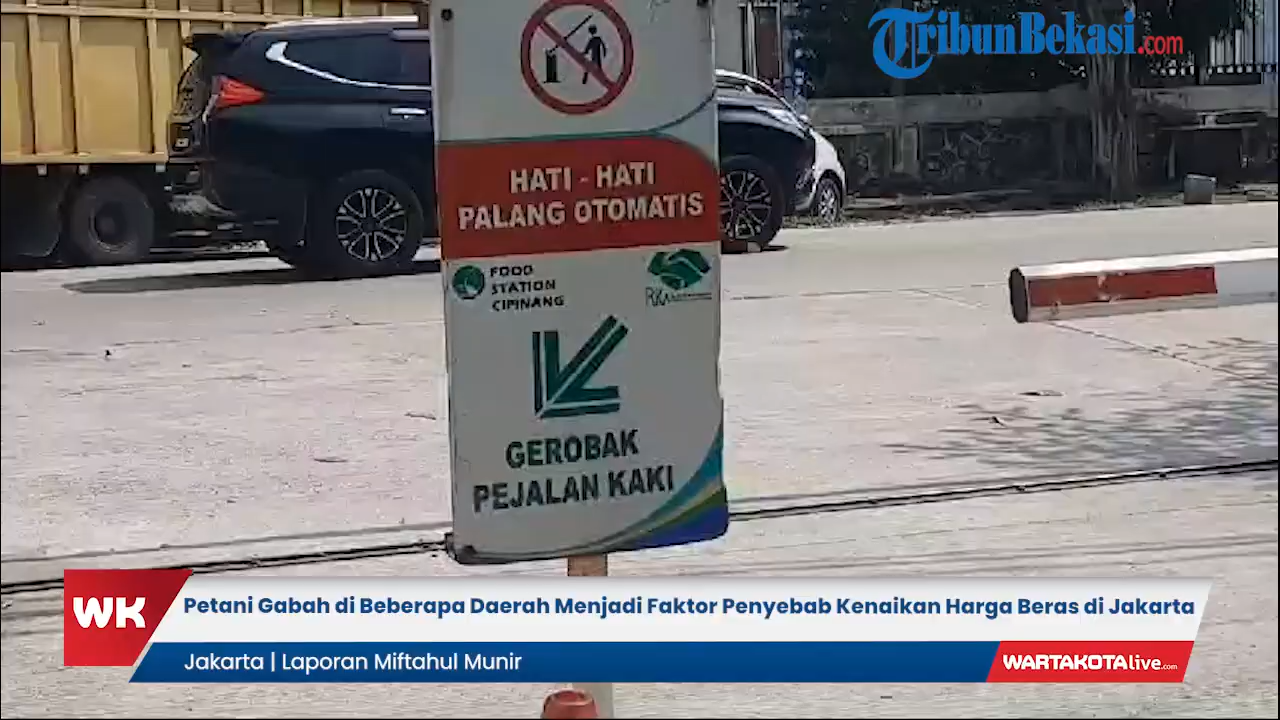 TribunBekasi.com
HATI - HATI
PALANG OTOMATIS
FOOD
STATION
CIPINANG
GEROBAK
PEJALAN KAKI
WK
Petani Gabah di Beberapa Daerah Menjadi Faktor Penyebab Kenaikan Harga Beras di Jakarta
Jakarta | Laporan Miftahul Munir
WARTAKOTAlive.com